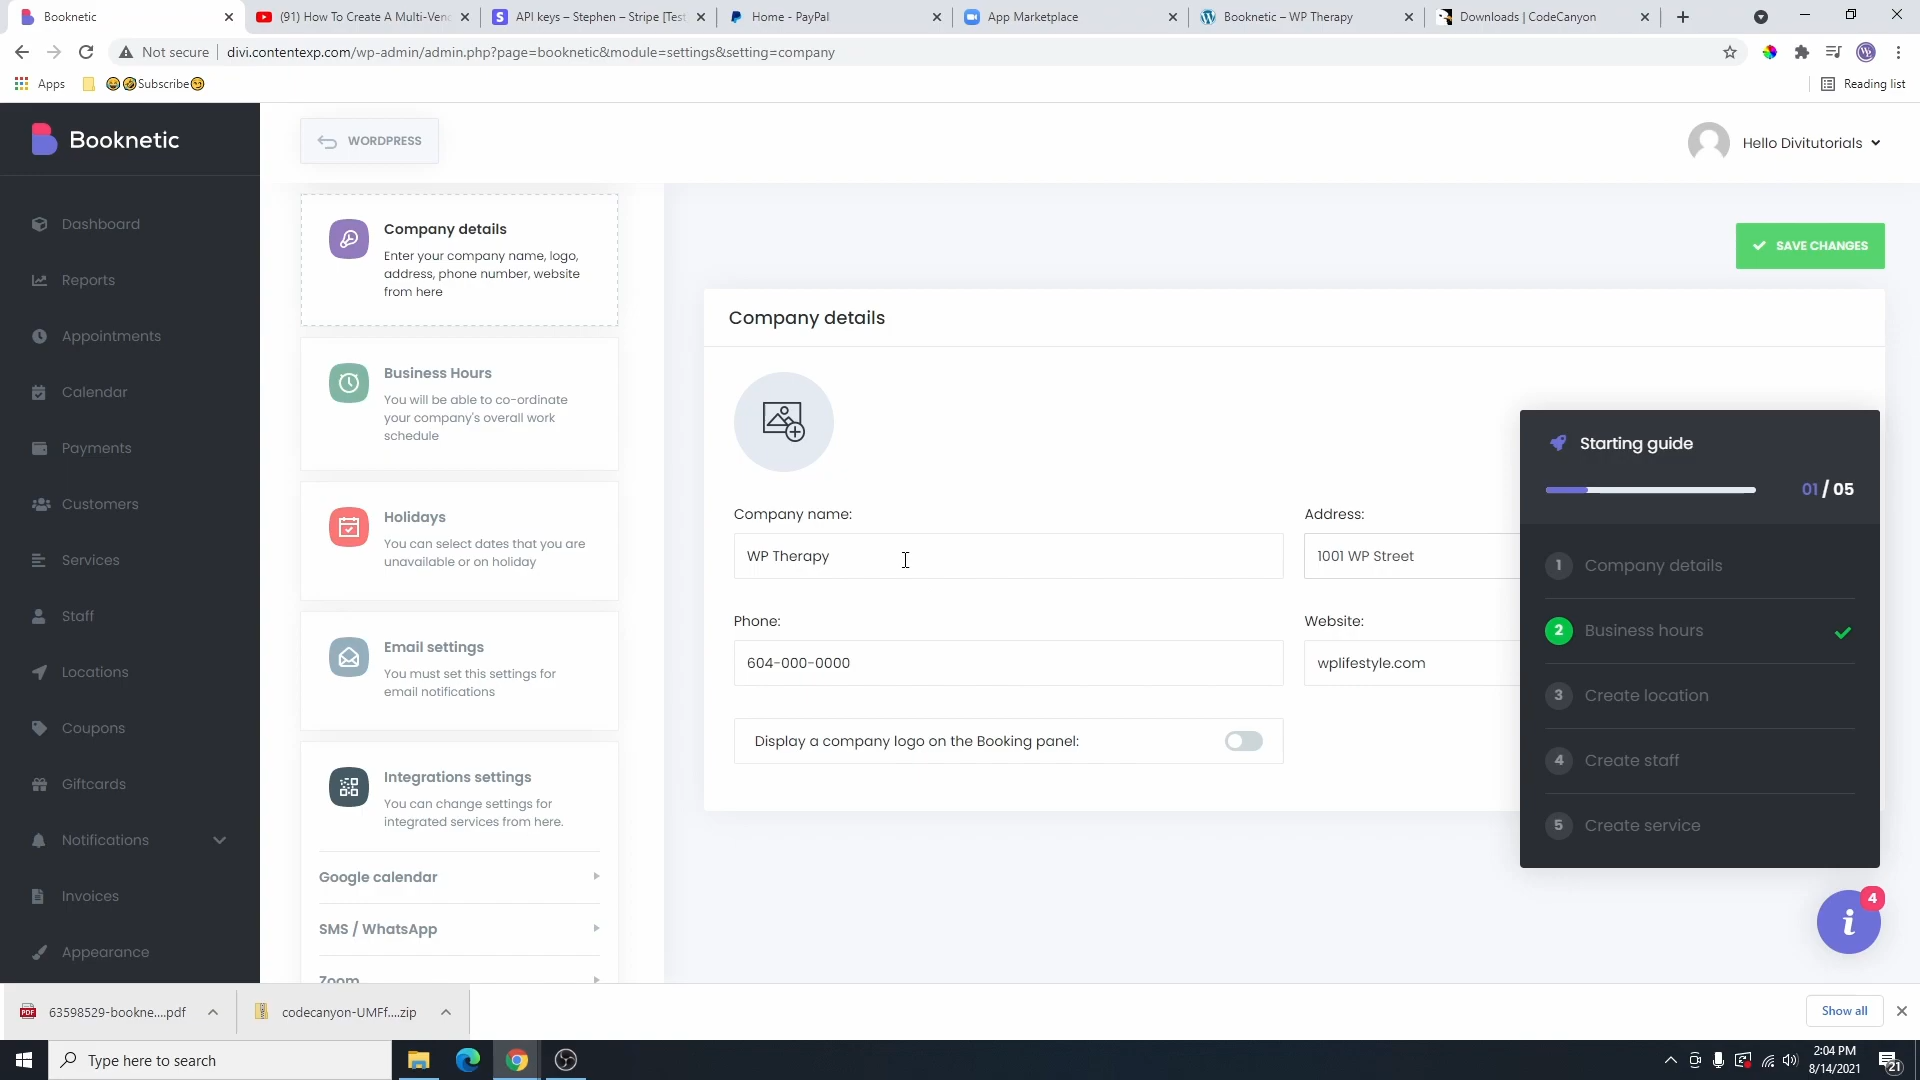 Booknetic
(91) How To Create A Multi-Vend
API keys – Stephen – Stripe [Test
Home - PayPal
App Marketplace
Booknetic – WP Therapy
Downloads | CodeCanyon
Not secure
divi.contentexp.com/wp-admin/admin.php?page=booknetic&module=settings&setting=company
Apps
Subscribe
Reading list
Booknetic
WORDPRESS
Hello Divitutorials
Dashboard
Reports
Appointments
Calendar
Payments
Customers
Services
Staff
Locations
Coupons
Giftcards
Notifications
Invoices
Appearance
Company details
Enter your company name, logo,
address, phone number, website
from here
Business Hours
You will be able to co-ordinate
your company's overall work
schedule
Holidays
You can select dates that you are
unavailable or on holiday
Email settings
You must set this settings for
email notifications
Integrations settings
You can change settings for
integrated services from here.
Google calendar
SMS / WhatsApp
Zoom
SAVE CHANGES
Company details
Company name:
WP Therapy
Address:
1001 WP Street
Phone:
604-000-0000
Website:
wplifestyle.com
Display a company logo on the Booking panel:
Starting guide
01 / 05
1 Company details
2 Business hours
3 Create location
4 Create staff
5 Create service
4
i
PDF
63598529-bookne....pdf
codecanyon-UMFf....zip
Show all
Type here to search
2:04 PM
8/14/2021
21